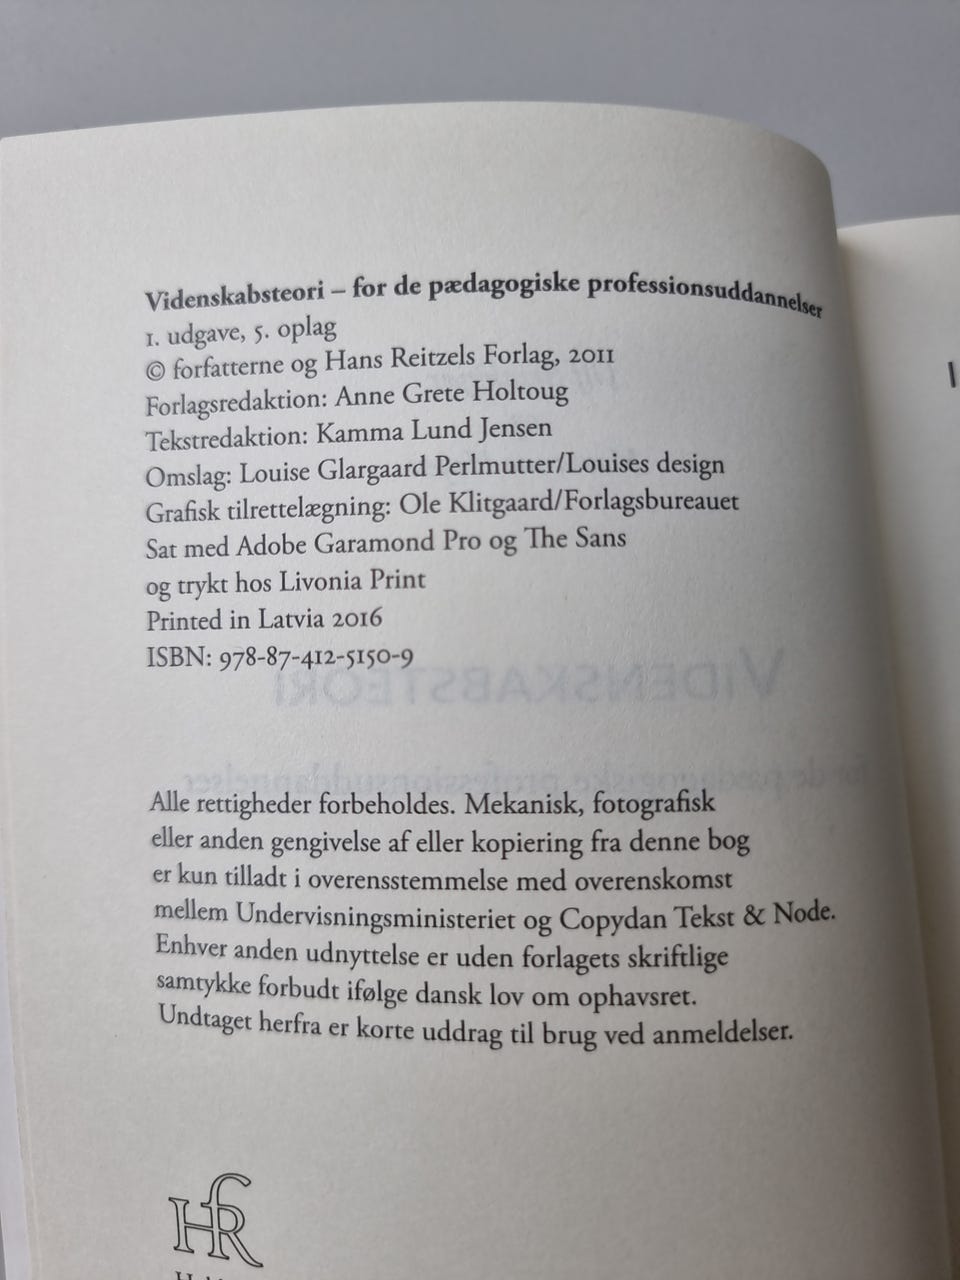 Videnskabsteori – for de pædagogiske professionsuddannelser
1. udgave, 5. oplag
© forfatterne og Hans Reitzels Forlag, 2011
Forlagsredaktion: Anne Grete Holtoug
Tekstredaktion: Kamma Lund Jensen
Omslag: Louise Glargaard Perlmutter/Louises design
Grafisk tilrettelægning: Ole Klitgaard/Forlagsbureauet
Sat med Adobe Garamond Pro og The Sans
og trykt hos Livonia Print
Printed in Latvia 2016
ISBN: 978-87-412-5150-9
VIDENSKABSTEORI
for de pædagogiske professionsuddannelser
Alle rettigheder forbeholdes. Mekanisk, fotografisk
eller anden gengivelse af eller kopiering fra denne bog
er kun tilladt i overensstemmelse med overenskomst
mellem Undervisningsministeriet og Copydan Tekst & Node.
Enhver anden udnyttelse er uden forlagets skriftlige
samtykke forbudt ifølge dansk lov om ophavsret.
Undtaget herfra er korte uddrag til brug ved anmeldelser.
HR